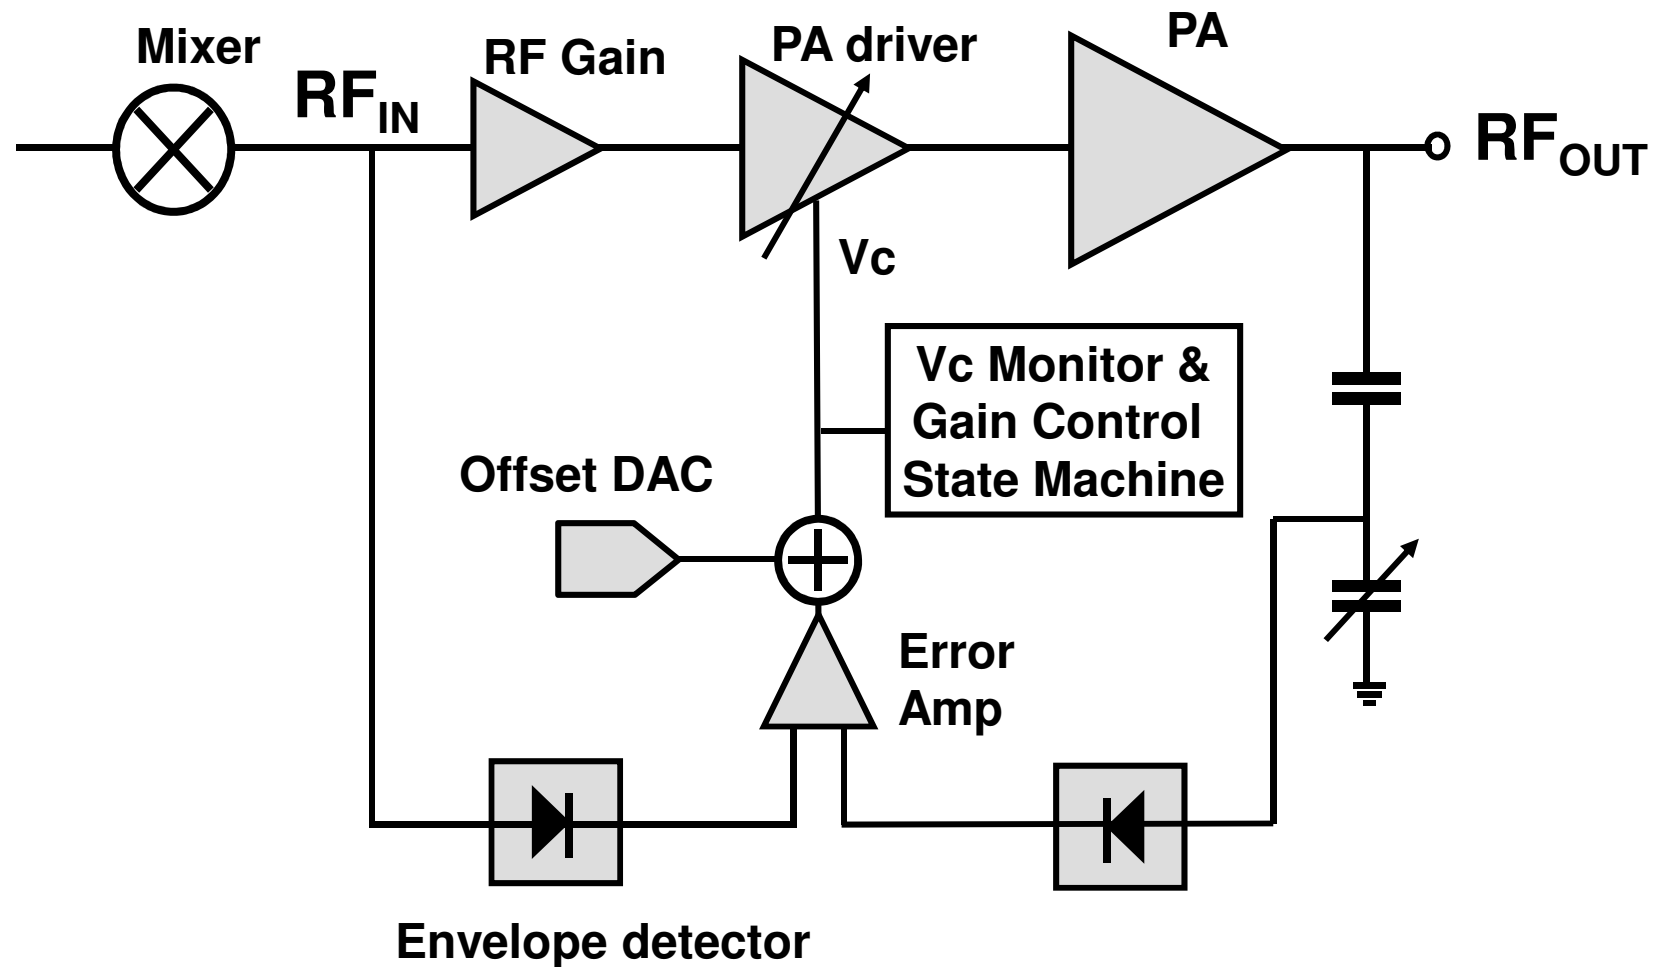 Mixer
RF Gain
PA driver
PA
RFIN
RFOUT
Vc
Vc Monitor &
Gain Control
State Machine
Offset DAC
Error
Amp
Envelope detector